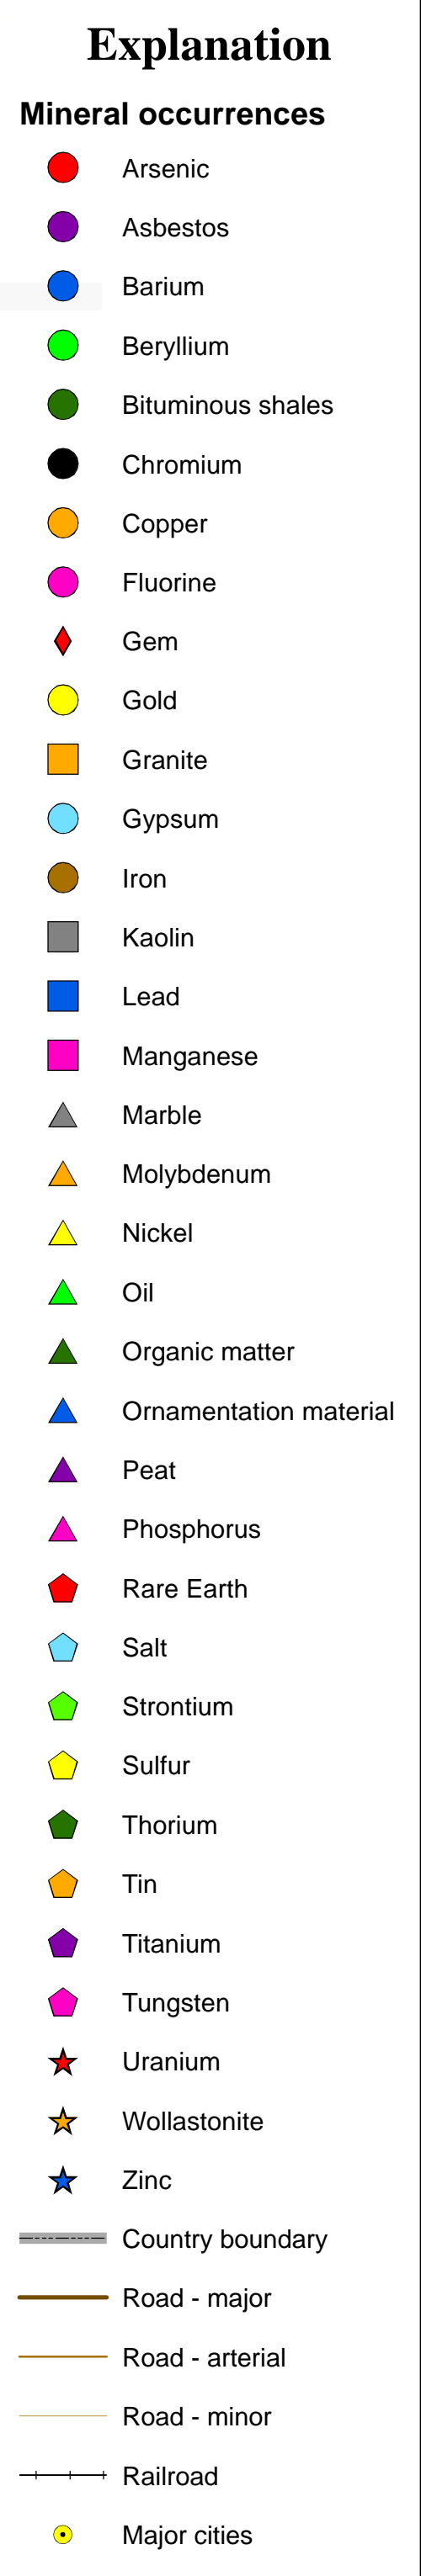 Explanation
Mineral occurrences
Arsenic
Asbestos
Barium
Beryllium
Bituminous shales
Chromium
Copper
Fluorine
Gem
Gold
Granite
Gypsum
Iron
Kaolin
Lead
Manganese
Marble
Molybdenum
Nickel
Oil
Organic matter
Ornamentation material
Peat
Phosphorus
Rare Earth
Salt
Strontium
Sulfur
Thorium
Tin
Titanium
Tungsten
Uranium
Wollastonite
Zinc
Country boundary
Road - major
Road - arterial
Road - minor
Railroad
Major cities